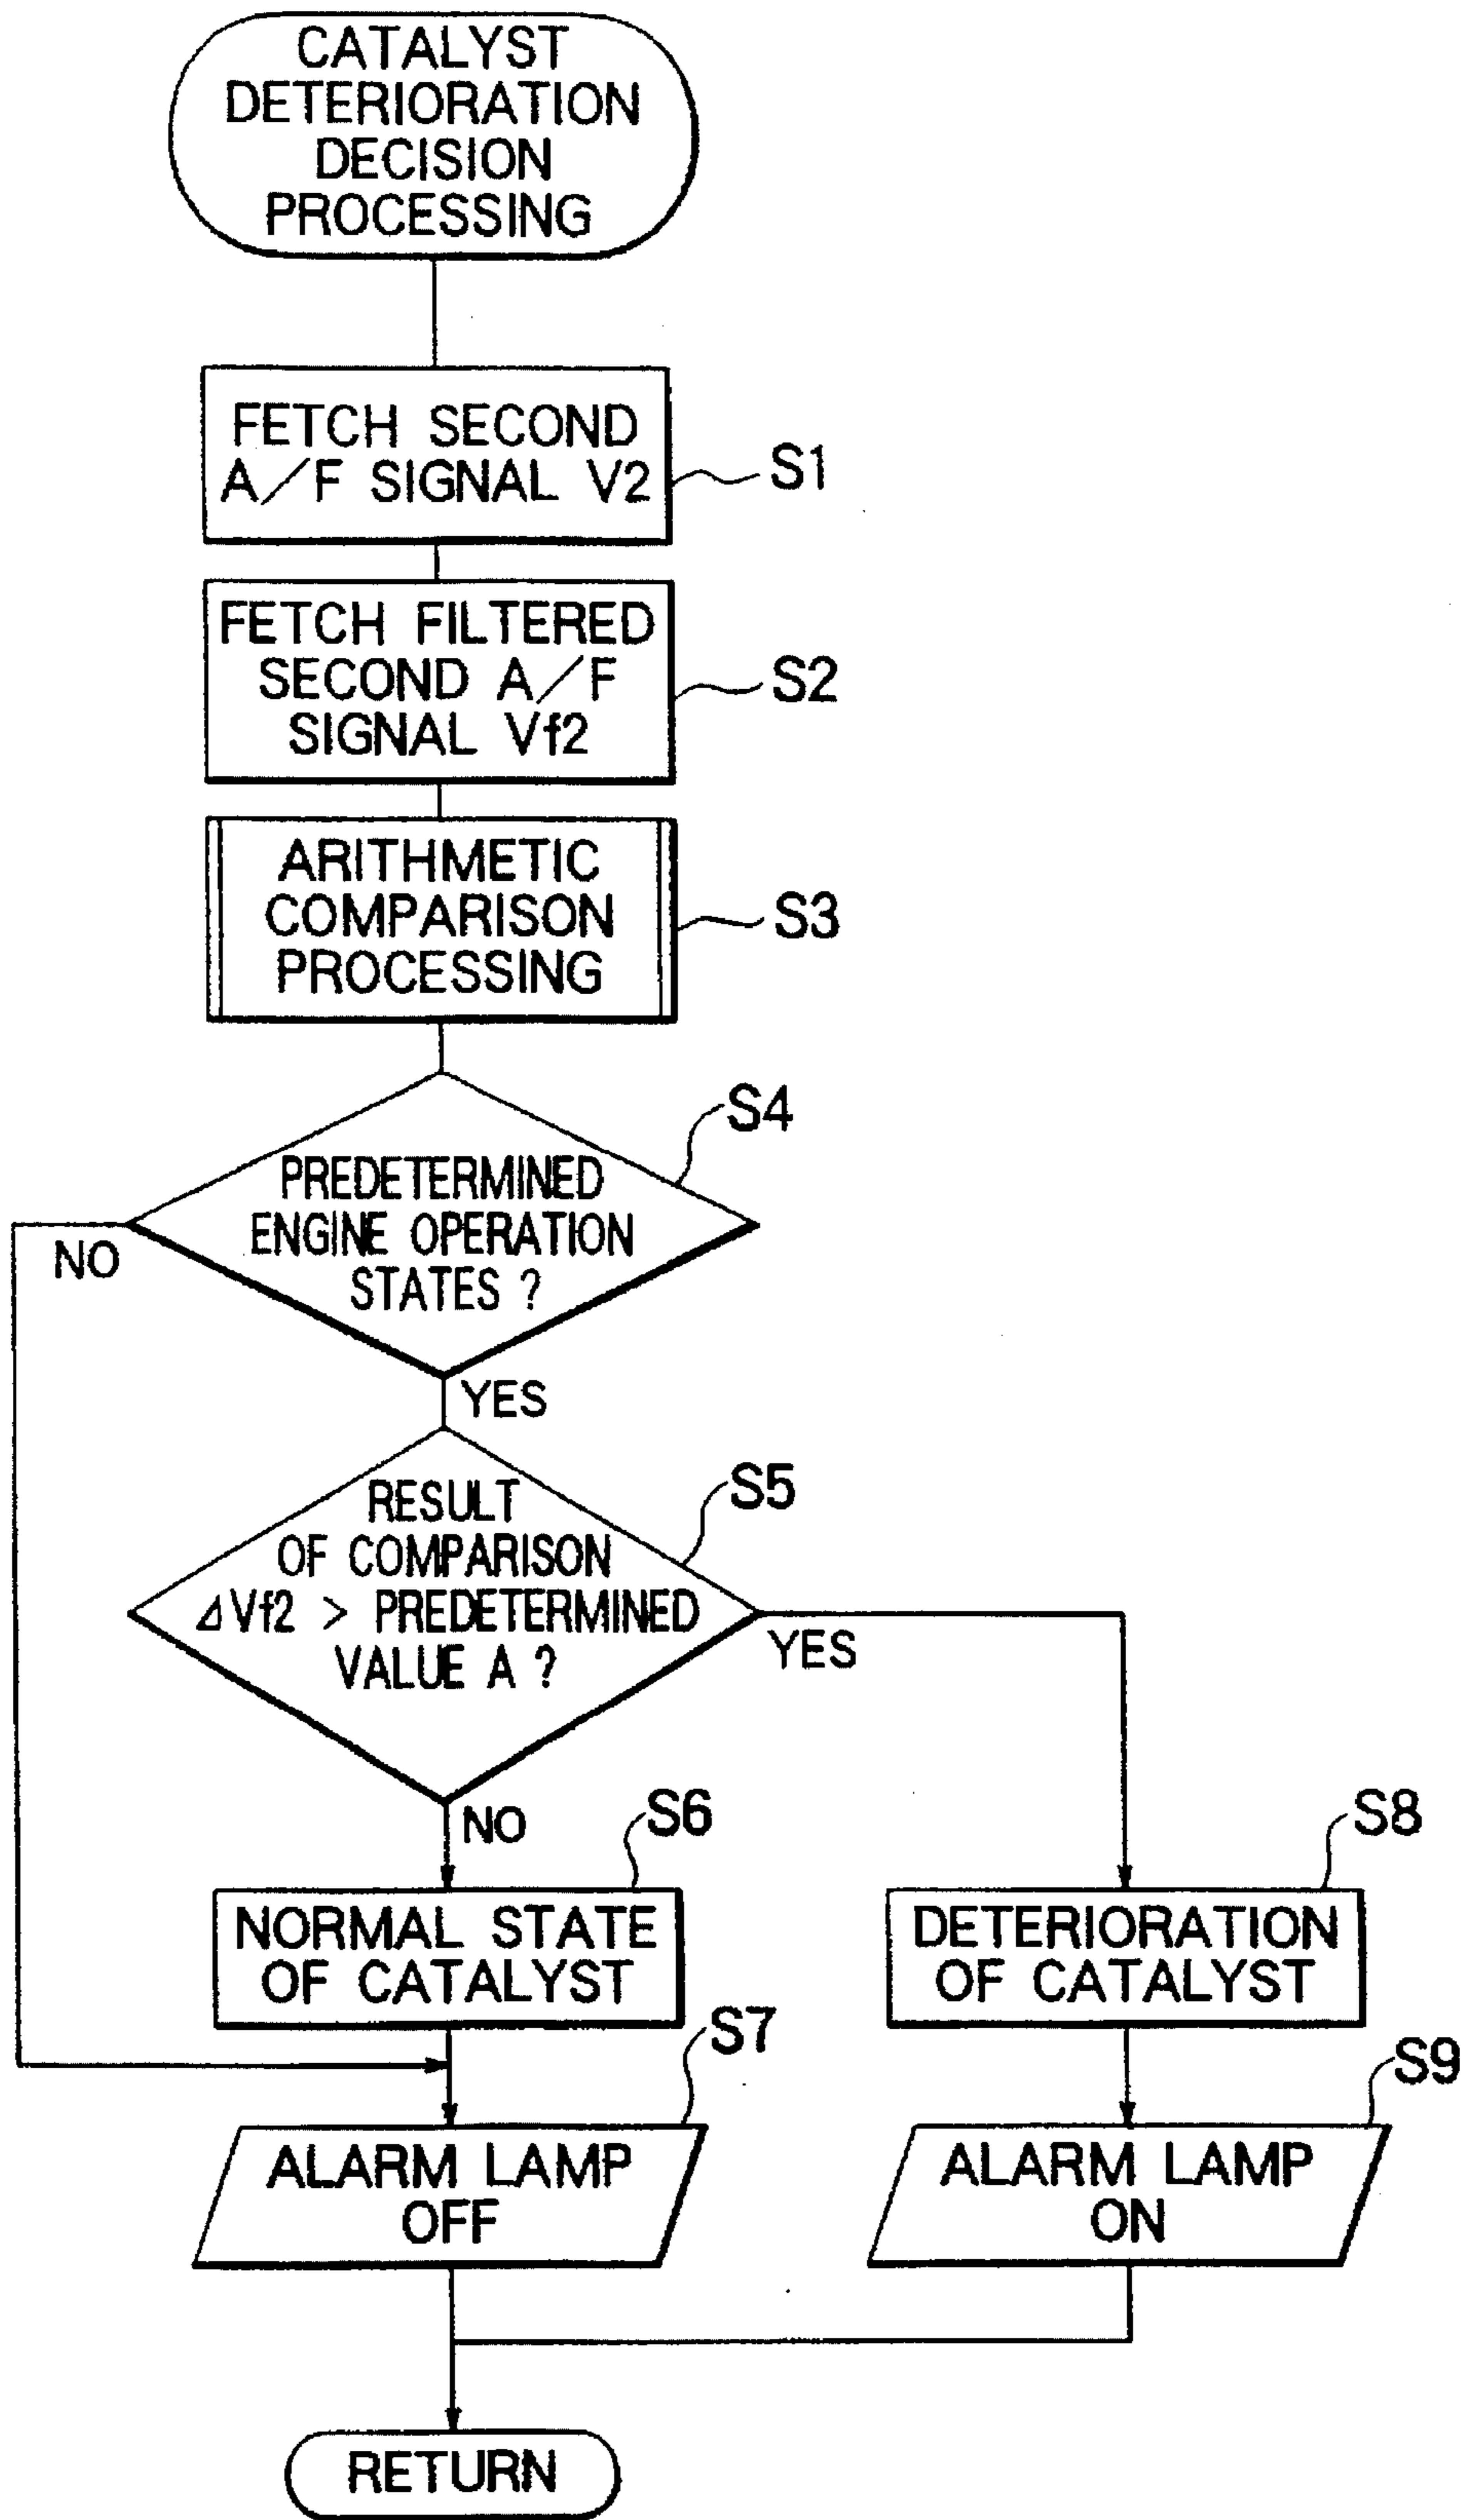 CATALYST
DETERIORATION
DECISION
PROCESSING
FETCH SECOND
A/F SIGNAL V2
S1
FETCH FILTERED
SECOND A/F
SIGNAL Vf2
S2
ARITHMETIC
COMPARISON
PROCESSING
S3
S4
PREDETERMINED
ENGINE OPERATION
STATES ?
NO
YES
S5
RESULT
OF COMPARISON
ΔVf2 > PREDETERMINED
VALUE A ?
YES
NO
S6
S8
NORMAL STATE
OF CATALYST
DETERIORATION
OF CATALYST
S7
S9
ALARM LAMP
OFF
ALARM LAMP
ON
RETURN